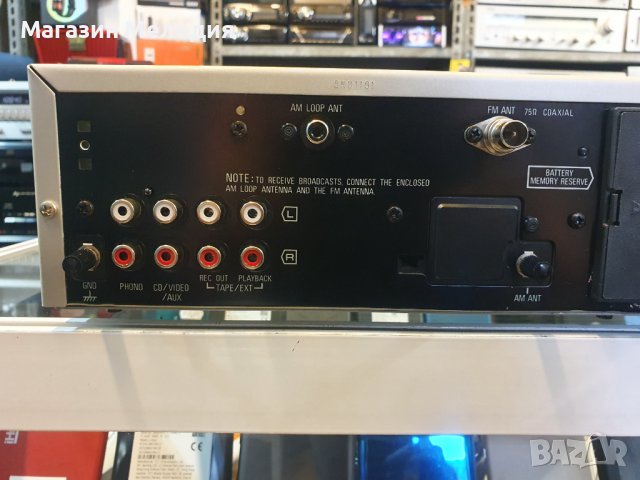 Магазин Мелодия
AM LOOP ANT
FM ANT 75Ω COAXIAL
NOTE: TO RECEIVE BROADCASTS, CONNECT THE ENCLOSED
AM LOOP ANTENNA AND THE FM ANTENNA.
BATTERY
MEMORY RESERVE
L
R
GND
PHONO
CD/VIDEO
/AUX
REC OUT
PLAYBACK
TAPE/EXT
AM ANT
BAZAR